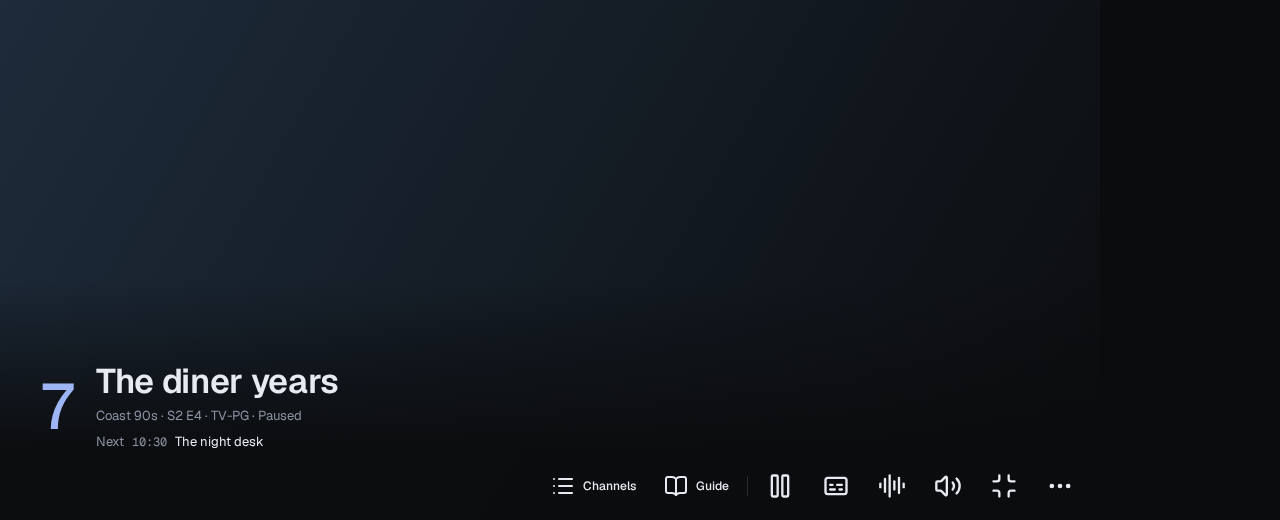 7
The diner years
Coast 90s · S2 E4 · TV-PG · Paused
Next 10:30 The night desk
Channels Guide